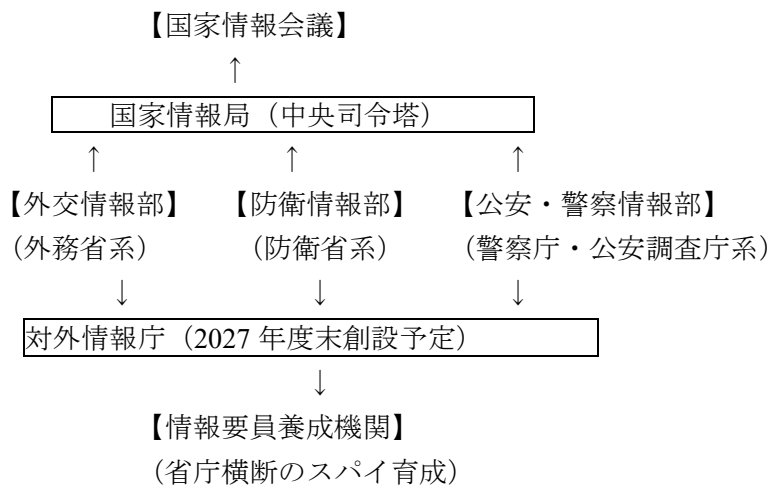 【国家情報会議】
↑
国家情報局（中央司令塔）
↑ ↑ ↑
【外交情報部】 【防衛情報部】 【公安・警察情報部】
（外務省系） （防衛省系） （警察庁・公安調査庁系）
↓ ↓ ↓
対外情報庁（2027 年度末創設予定）
↓
【情報要員養成機関】
（省庁横断のスパイ育成）